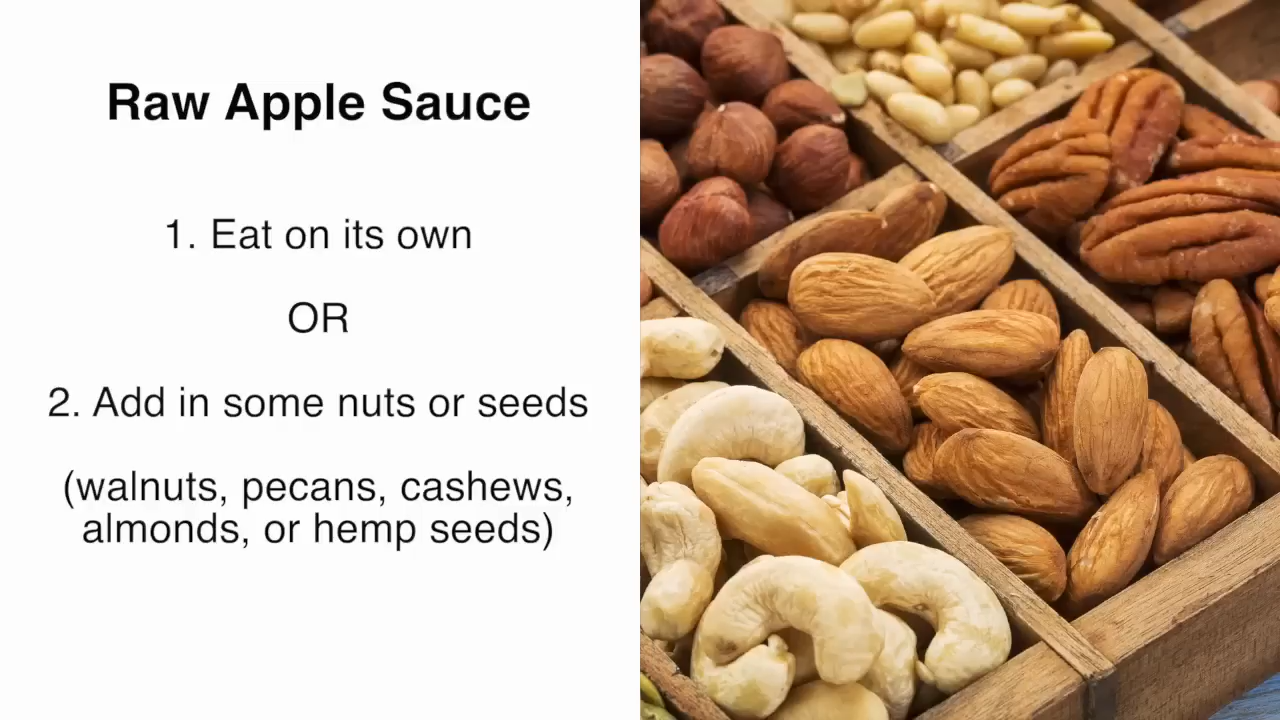 Raw Apple Sauce
1. Eat on its own
OR
2. Add in some nuts or seeds
(walnuts, pecans, cashews,
almonds, or hemp seeds)